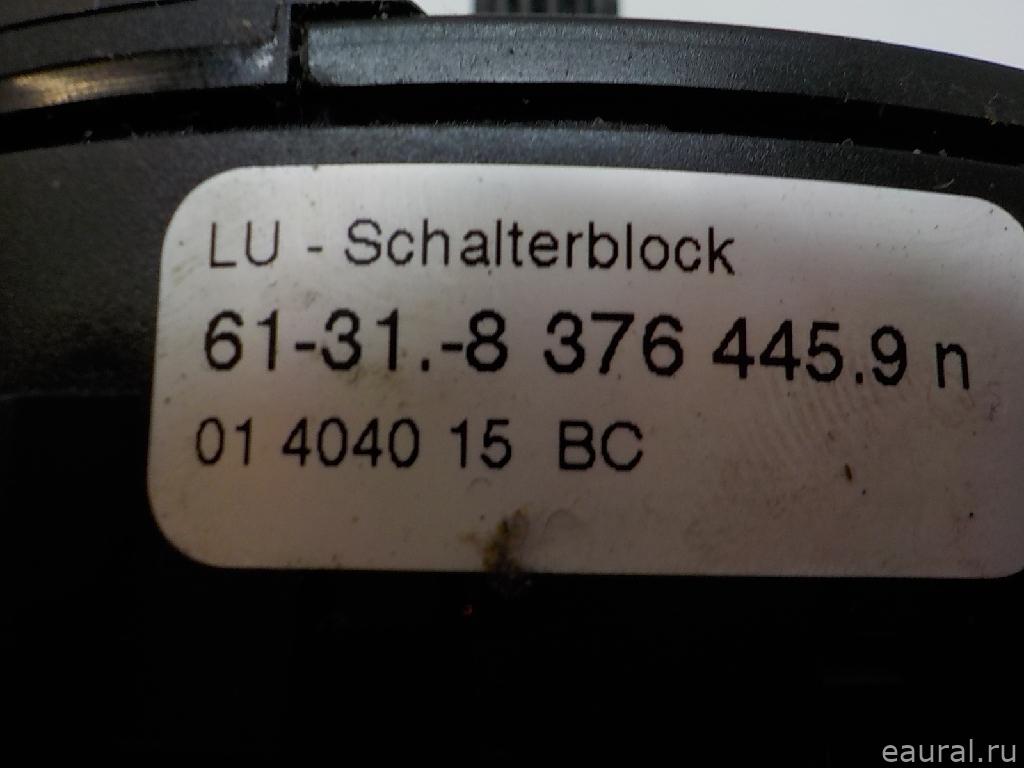 LU - Schalterblock
61-31.-8 376 445.9 n
01 4040 15 BC
eaural.ru